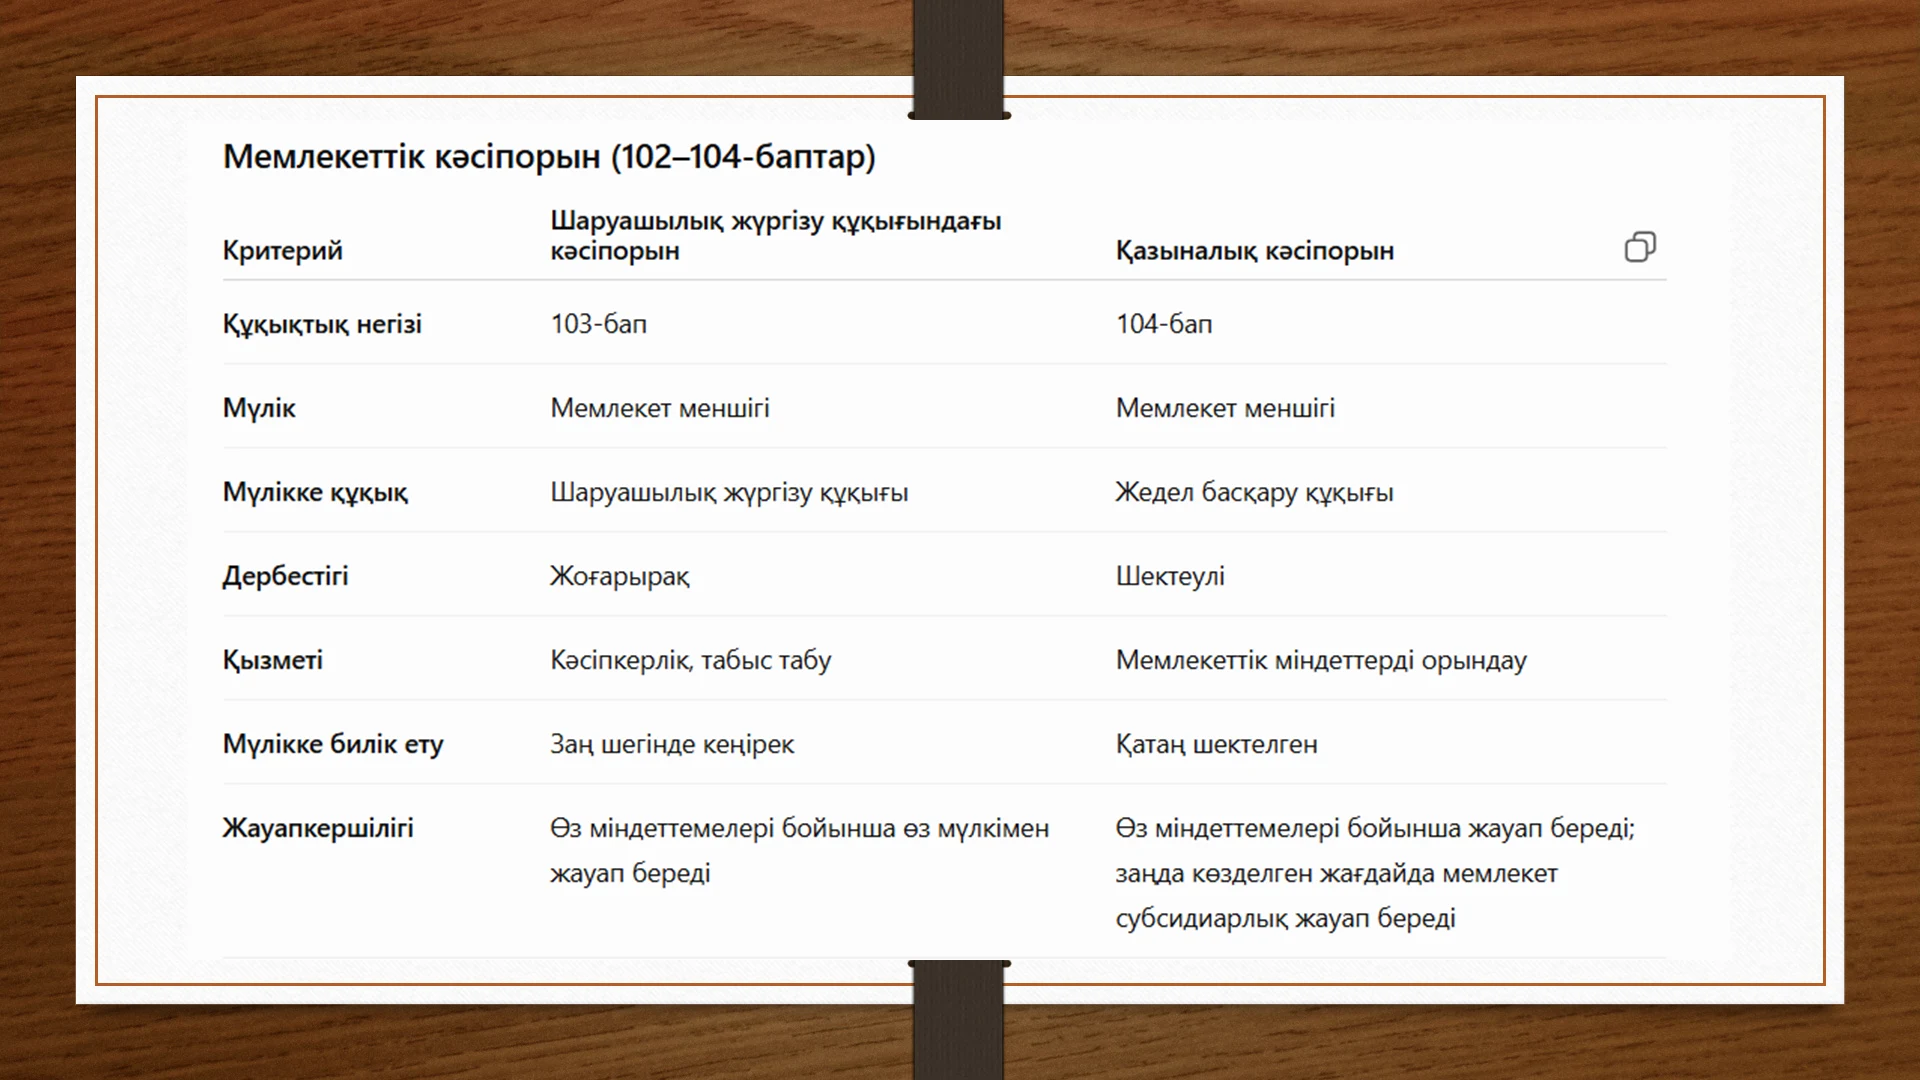 Мемлекеттік кәсіпорын (102–104-баптар)
Критерий
Шаруашылық жүргізу құқығындағы
кәсіпорын
Қазыналық кәсіпорын
Құқықтық негізі
103-бап
104-бап
Мүлік
Мемлекет меншігі
Мемлекет меншігі
Мүлікке құқық
Шаруашылық жүргізу құқығы
Жедел басқару құқығы
Дербестігі
Жоғарырақ
Шектеулі
Қызметі
Кәсіпкерлік, табыс табу
Мемлекеттік міндеттерді орындау
Мүлікке билік ету
Заң шегінде кеңірек
Қатаң шектелген
Жауапкершілігі
Өз міндеттемелері бойынша өз мүлкімен
жауап береді
Өз міндеттемелері бойынша жауап береді;
заңда көзделген жағдайда мемлекет
субсидиарлық жауап береді